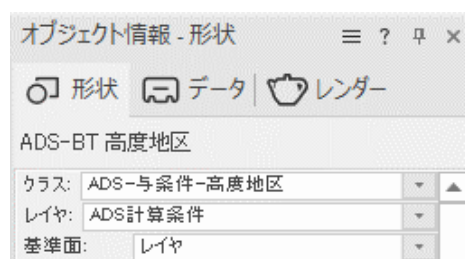 オブジェクト情報 - 形状
形状 データ レンダー
ADS-BT 高度地区
クラス: ADS-与条件-高度地区
レイヤ: ADS計算条件
基準面: レイヤ